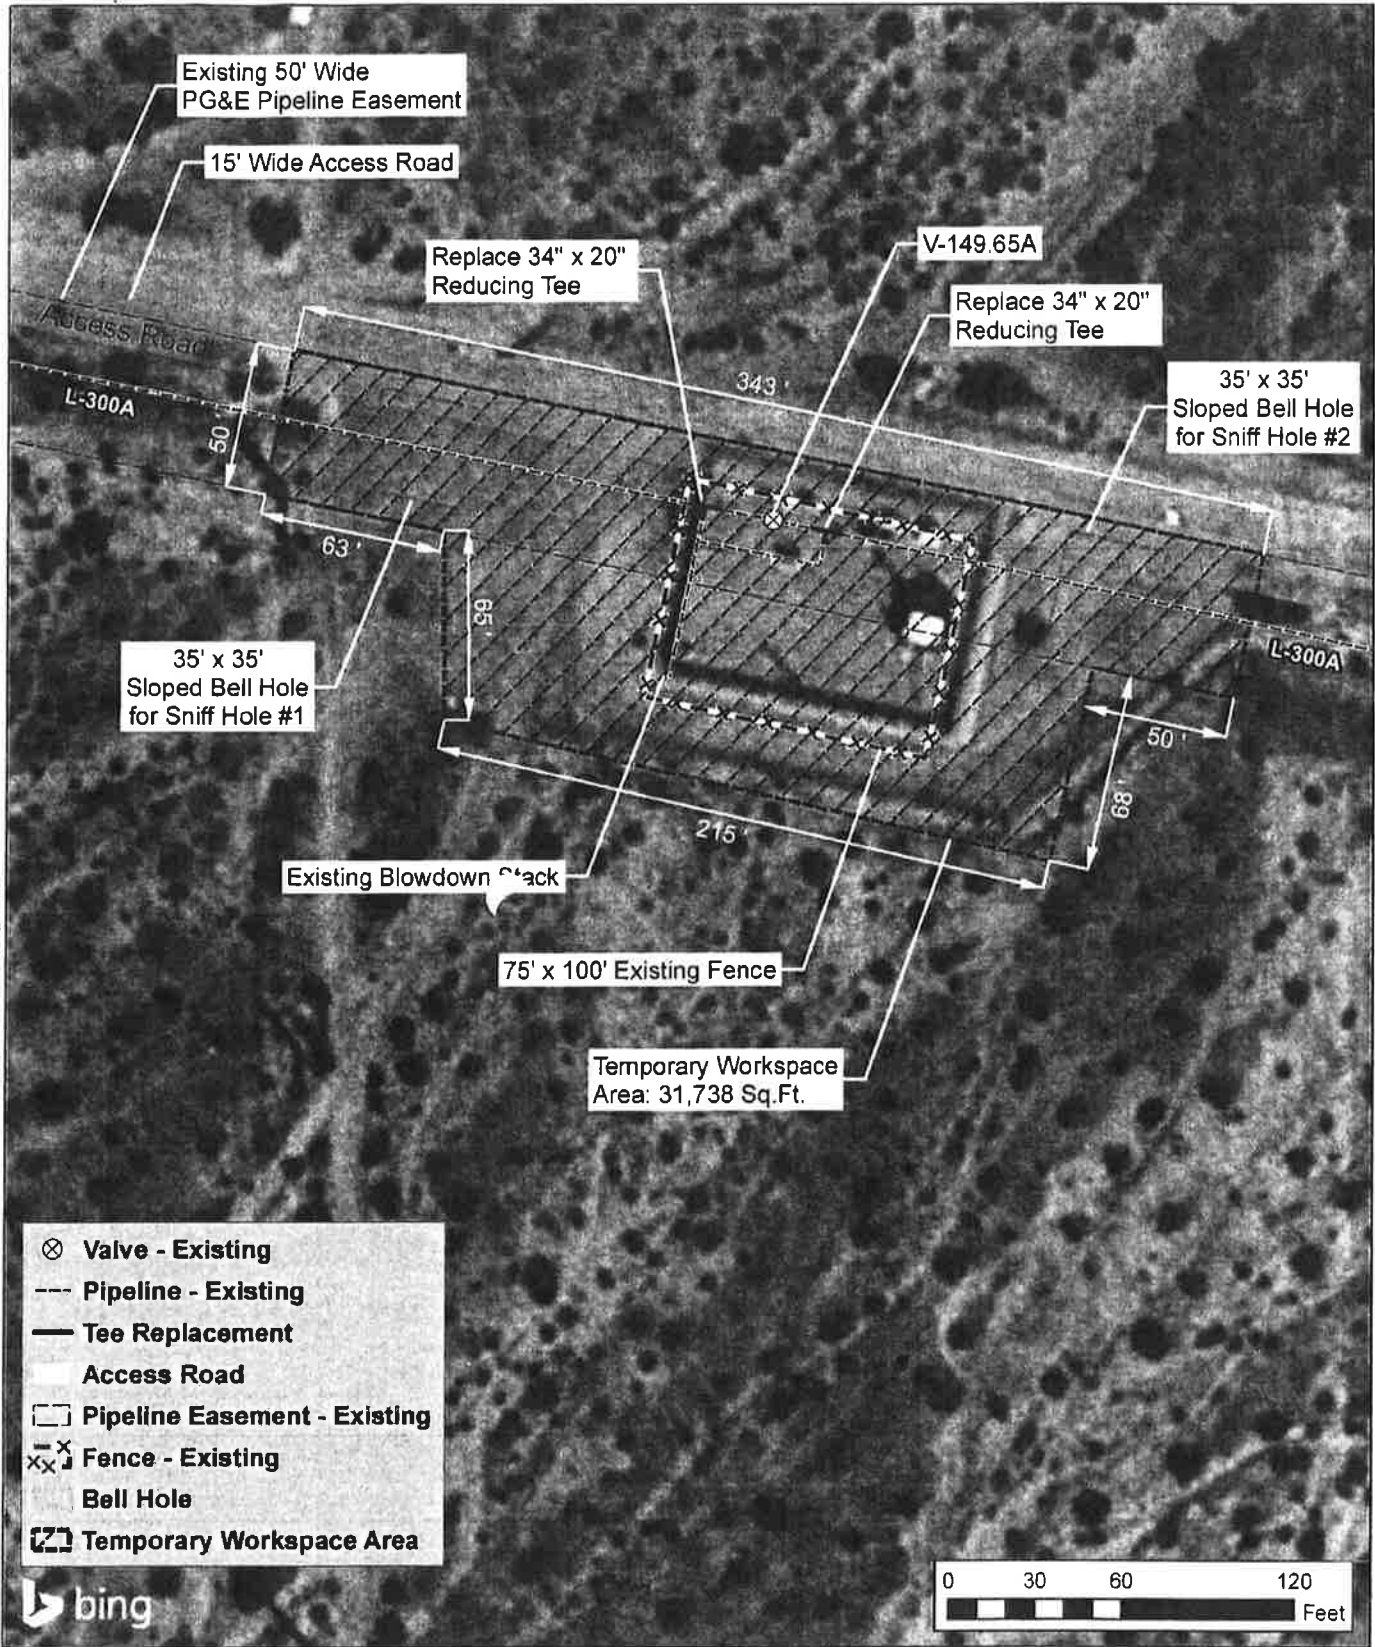 Existing 50' Wide
PG&E Pipeline Easement
15' Wide Access Road
Replace 34" x 20"
Reducing Tee
V-149.65A
Replace 34" x 20"
Reducing Tee
35' x 35'
Sloped Bell Hole
for Sniff Hole #2
Access Road
343 '
L-300A
50 '
63 '
65 '
L-300A
35' x 35'
Sloped Bell Hole
for Sniff Hole #1
50 '
68 '
215 '
Existing Blowdown
75' x 100' Existing Fence
Temporary Workspace
Area: 31,738 Sq.Ft.
Valve - Existing
Pipeline - Existing
Tee Replacement
Access Road
Pipeline Easement - Existing
Fence - Existing
Bell Hole
Temporary Workspace Area
bing
0 30 60 120
Feet